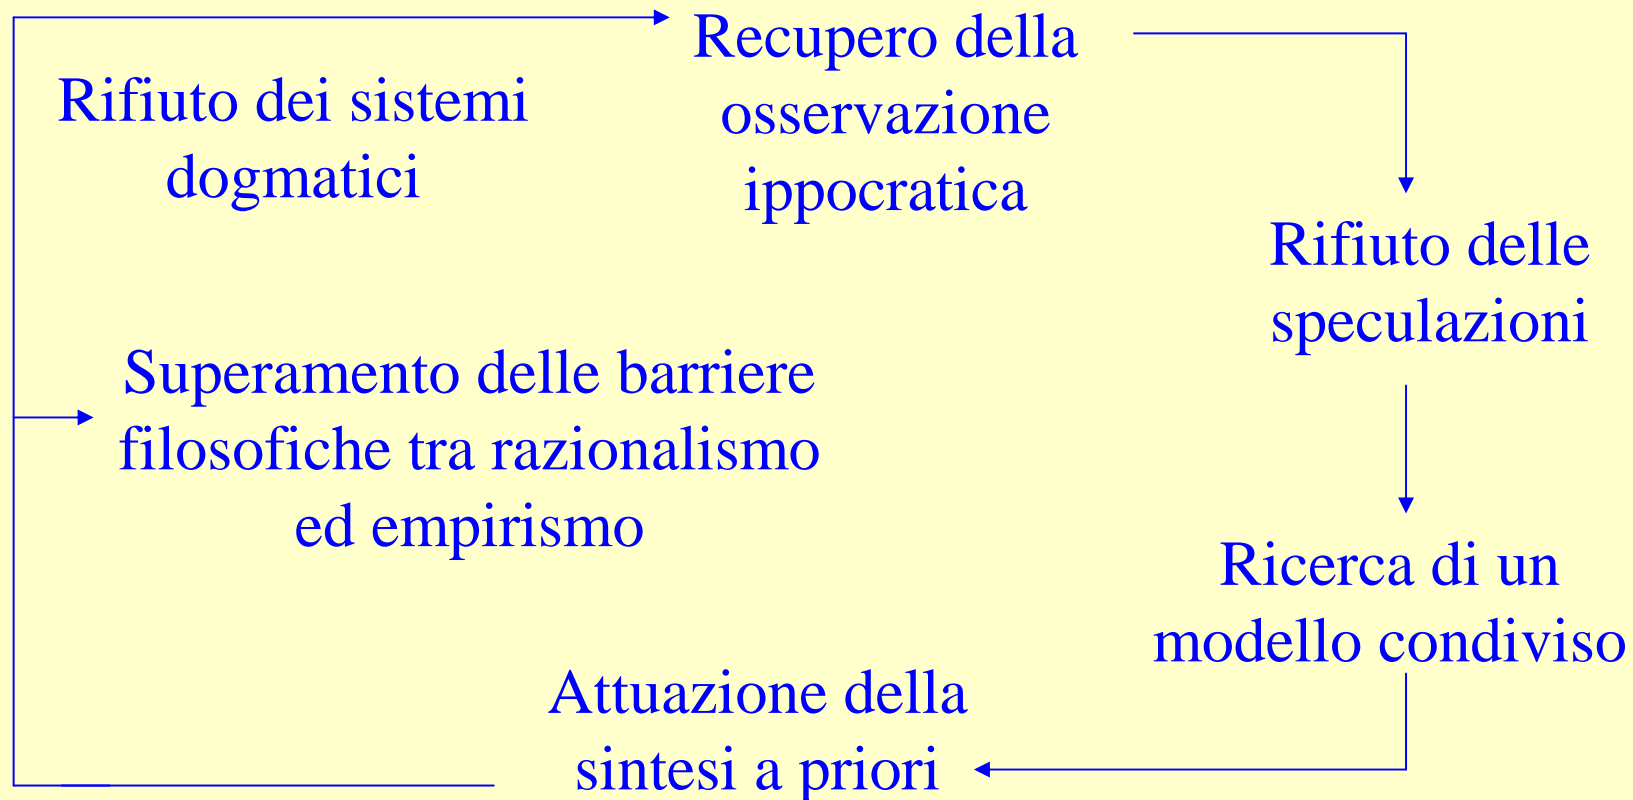 Rifiuto dei sistemi
dogmatici
Recupero della
osservazione
ippocratica
Rifiuto delle
speculazioni
Superamento delle barriere
filosofiche tra razionalismo
ed empirismo
Ricerca di un
modello condiviso
Attuazione della
sintesi a priori